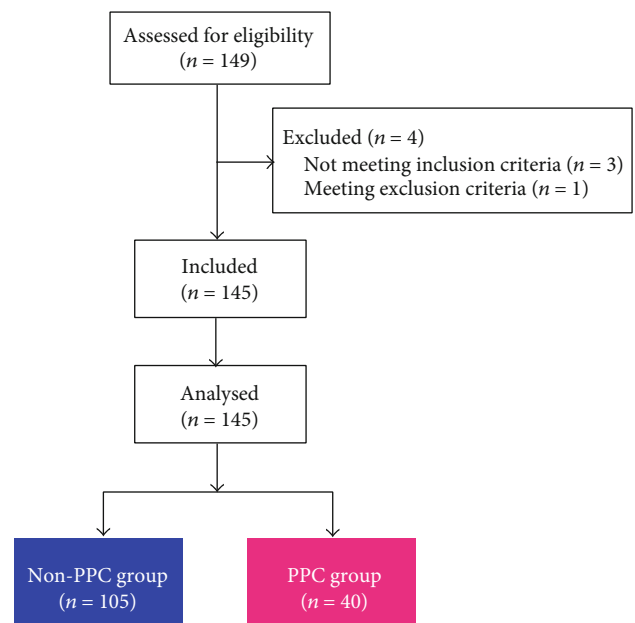 Assessed for eligibility
(n = 149)
Excluded (n = 4)
Not meeting inclusion criteria (n = 3)
Meeting exclusion criteria (n = 1)
Included
(n = 145)
Analysed
(n = 145)
Non-PPC group
(n = 105)
PPC group
(n = 40)